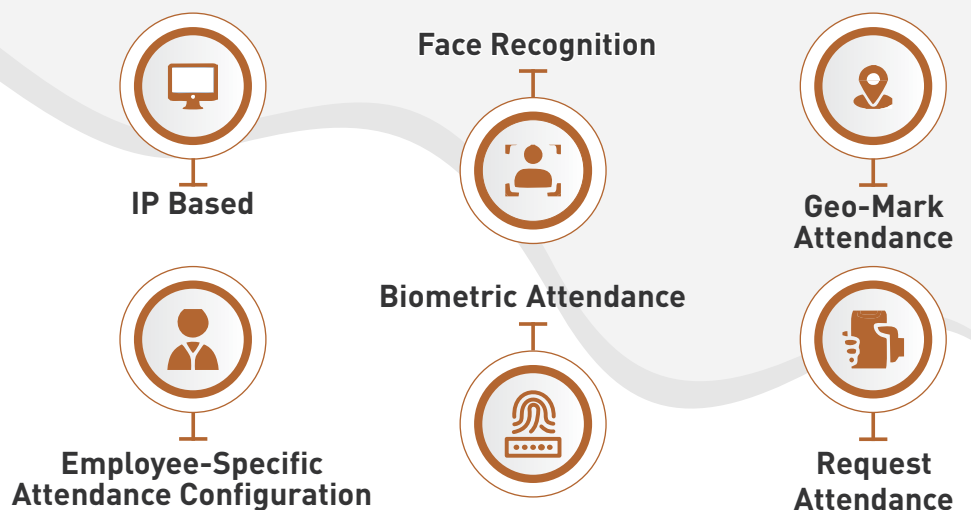 Face Recognition
IP Based
Geo-Mark
Attendance
Biometric Attendance
Employee-Specific
Attendance Configuration
Request
Attendance